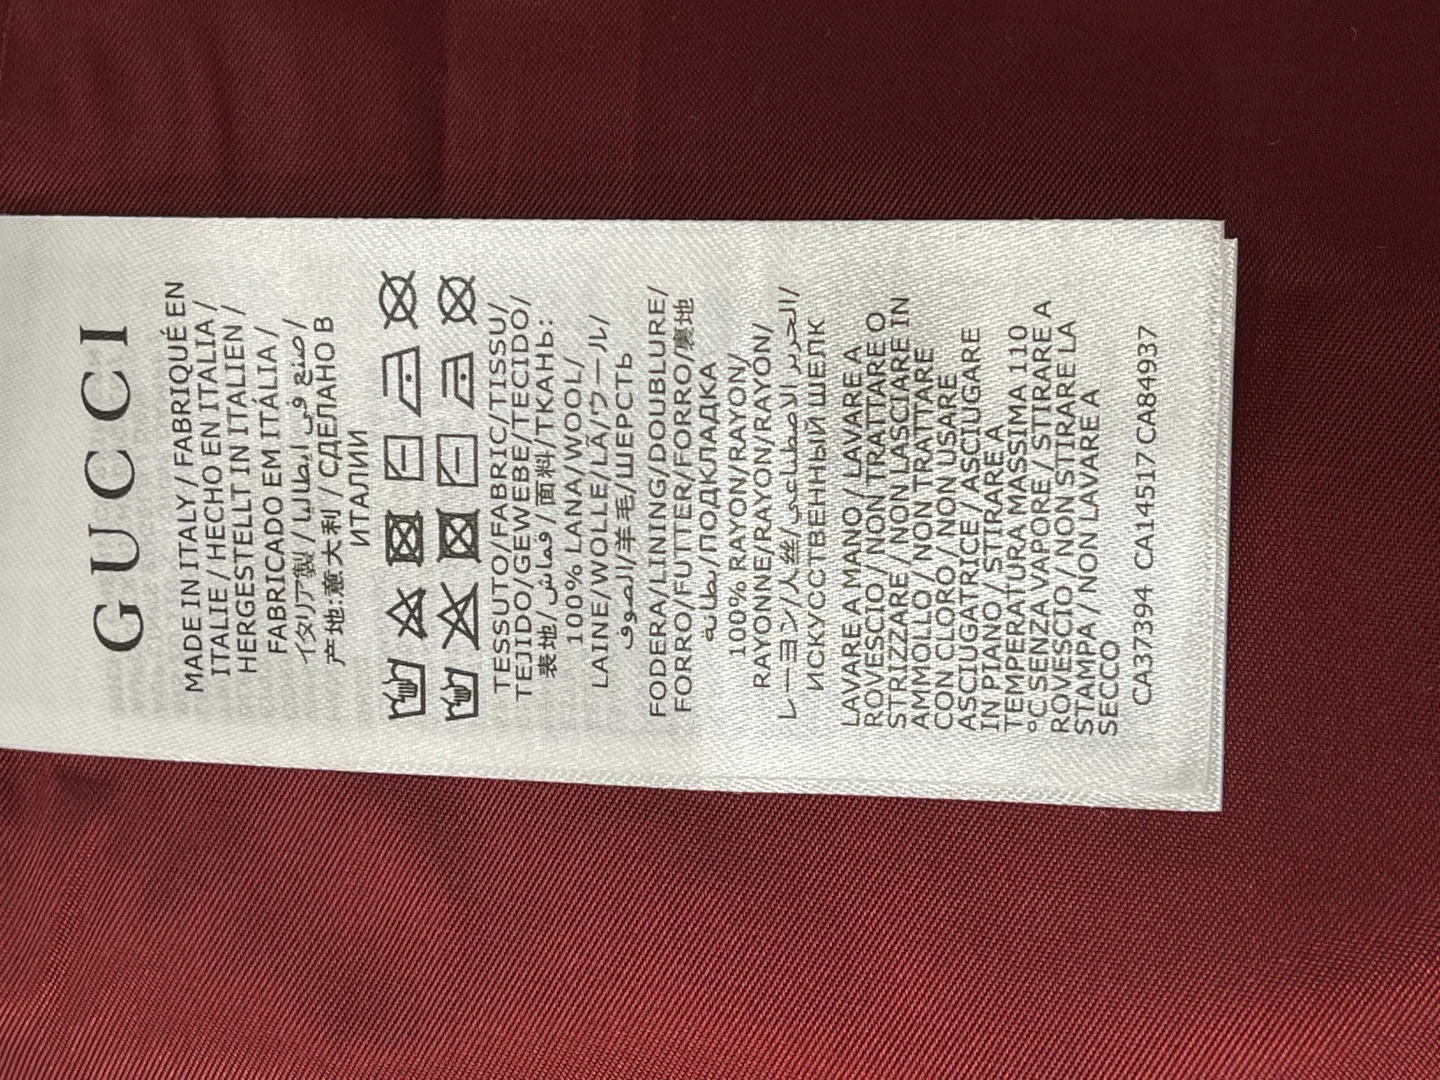 GUCCI
MADE IN ITALY / FABRIQUÉ EN
ITALIE / HECHO EN ITALIA /
HERGESTELLT IN ITALIEN /
FABRICADO EM ITÁLIA /
イタリア製 / صنع في ايطاليا /
产地:意大利 / СДЕЛАНО В
ИТАЛИИ
TESSUTO/FABRIC/TISSU/
TEJIDO/GEWEBE/TECIDO/
表地/قماش/面料/ТКАНЬ:
100% LANA/WOOL/
LAINE/WOLLE/LÃ/ウール/
الصوف/羊毛/ШЕРСТЬ
FODERA/LINING/DOUBLURE/
FORRO/FUTTER/FORRO/裏地
بطانة/ПОДКЛАДКА
100% RAYON/RAYON/
RAYONNE/RAYON/RAYON/
レーヨン/人丝/الحرير الاصطناعي/
ИСКУССТВЕННЫЙ ШЕЛК
LAVARE A MANO / LAVARE A
ROVESCIO / NON TRATTARE O
STRIZZARE / NON LASCIARE IN
AMMOLLO / NON TRATTARE
CON CLORO / NON USARE
ASCIUGATRICE / ASCIUGARE
IN PIANO / STIRARE A
TEMPERATURA MASSIMA 110
°C SENZA VAPORE / STIRARE A
ROVESCIO / NON STIRARE LA
STAMPA / NON LAVARE A
SECCO
CA37394 CA14517 CA84937